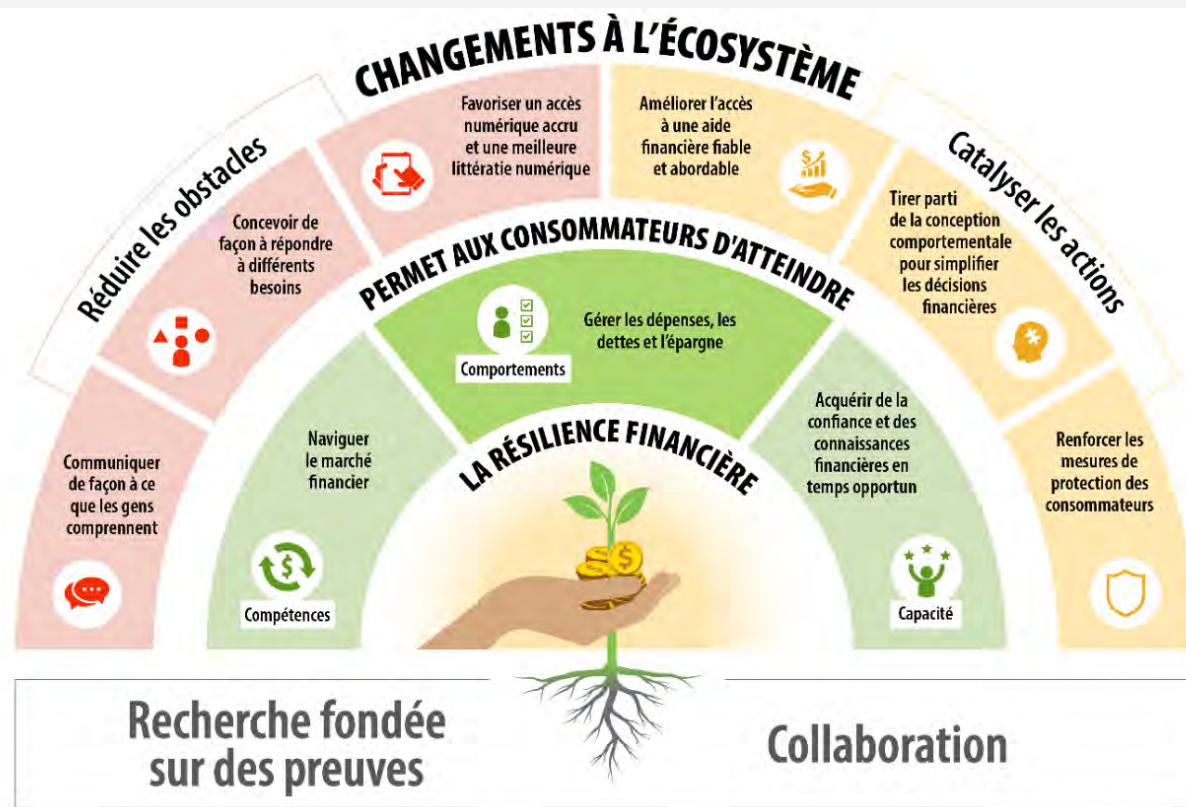 CHANGEMENTS À L'ÉCOSYSTÈME
Réduire les obstacles
Catalyser les actions
Communiquer
de façon à ce
que les gens
comprennent
Concevoir de
façon à répondre
à différents
besoins
Favoriser un accès
numérique accru
et une meilleure
littératie numérique
Améliorer l'accès
à une aide
financière fiable
et abordable
$
Tirer parti
de la conception
comportementale
pour simplifier
les décisions
financières
Renforcer les
mesures de
protection des
consommateurs
PERMET AUX CONSOMMATEURS D'ATTEINDRE
Naviguer
le marché
financier
$
Compétences
Gérer les dépenses, les
dettes et l'épargne
Comportements
Acquérir de la
confiance et des
connaissances
financières en
temps opportun
Capacité
LA RÉSILIENCE FINANCIÈRE
$
Recherche fondée
sur des preuves
Collaboration